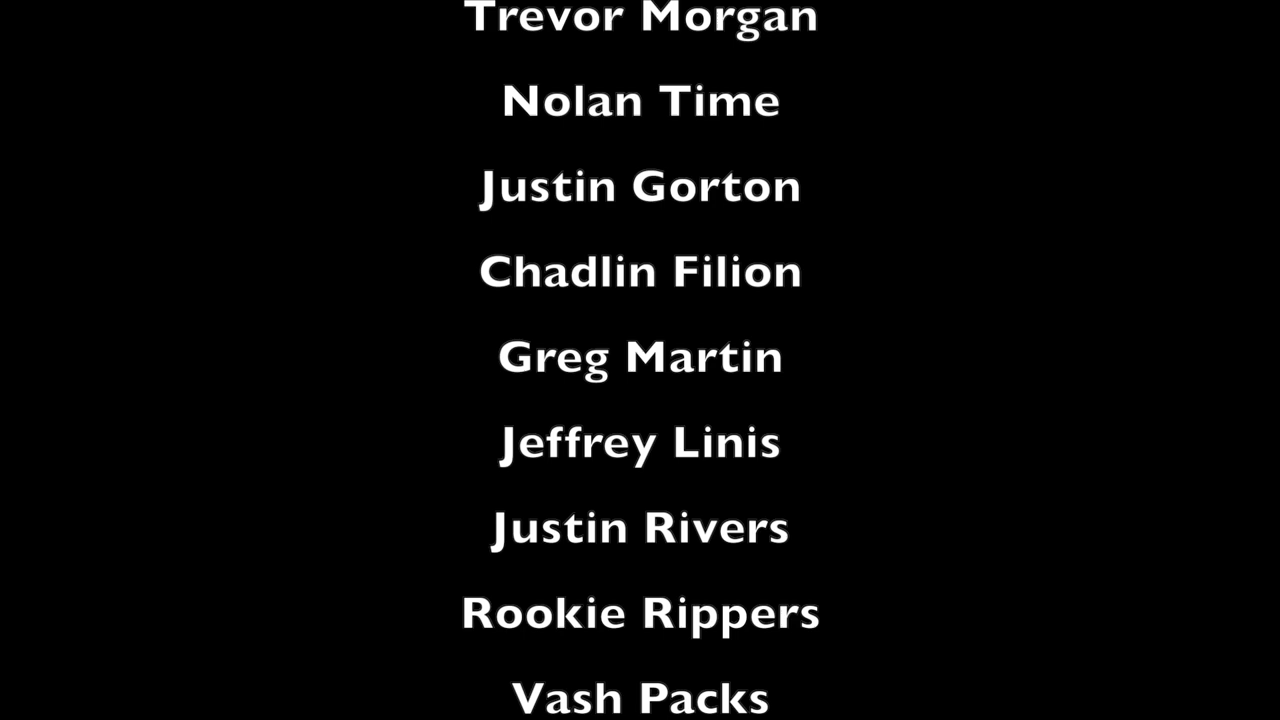 Trevor Morgan
Nolan Time
Justin Gorton
Chadlin Filion
Greg Martin
Jeffrey Linis
Justin Rivers
Rookie Rippers
Vash Packs